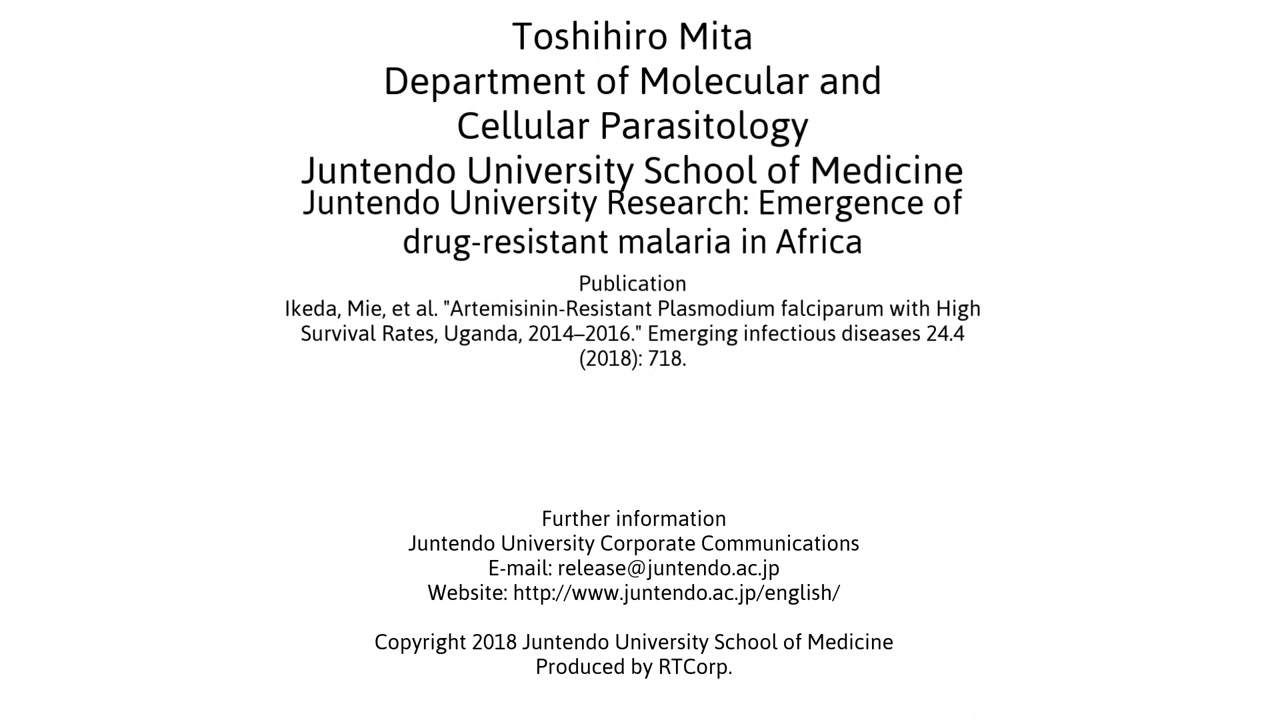 Toshihiro Mita
Department of Molecular and
Cellular Parasitology
Juntendo University School of Medicine
Juntendo University Research: Emergence of
drug-resistant malaria in Africa
Publication
Ikeda, Mie, et al. "Artemisinin-Resistant Plasmodium falciparum with High
Survival Rates, Uganda, 2014–2016." Emerging infectious diseases 24.4
(2018): 718.
Further information
Juntendo University Corporate Communications
E-mail: release@juntendo.ac.jp
Website: http://www.juntendo.ac.jp/english/
Copyright 2018 Juntendo University School of Medicine
Produced by RTCorp.